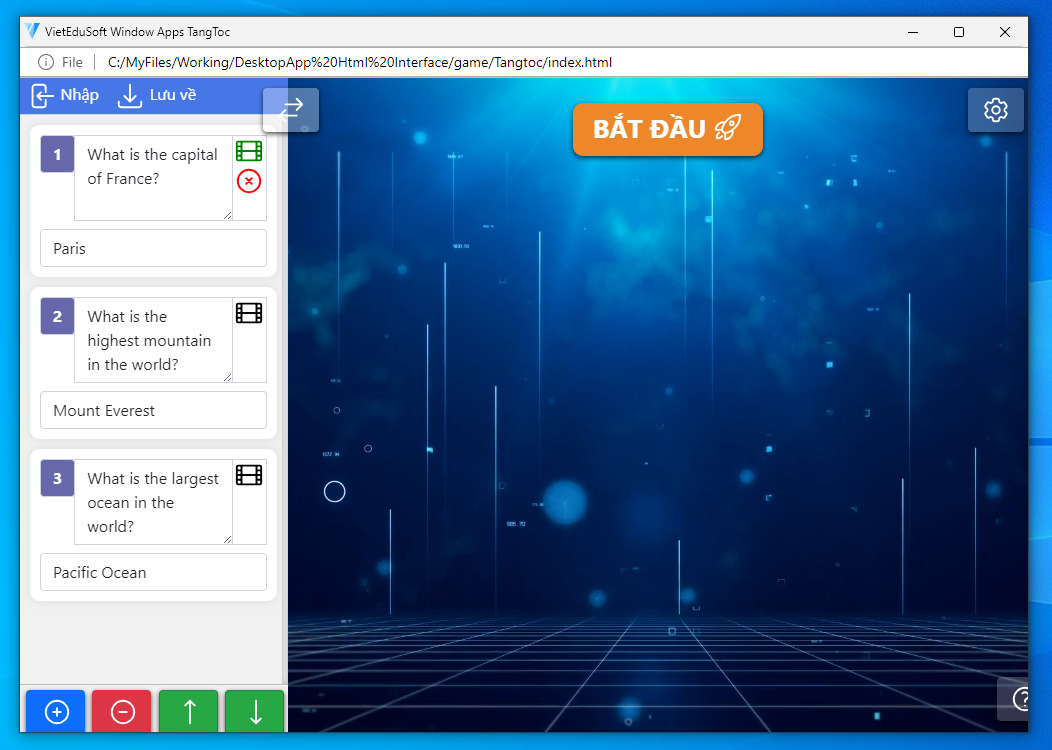 VietEduSoft Window Apps TangToc
File
C:/MyFiles/Working/DesktopApp%20Html%20Interface/game/Tangtoc/index.html
Nhập
Lưu về
BẮT ĐẦU
1
What is the capital
of France?
Paris
2
What is the
highest mountain
in the world?
Mount Everest
3
What is the largest
ocean in the
world?
Pacific Ocean
985.70